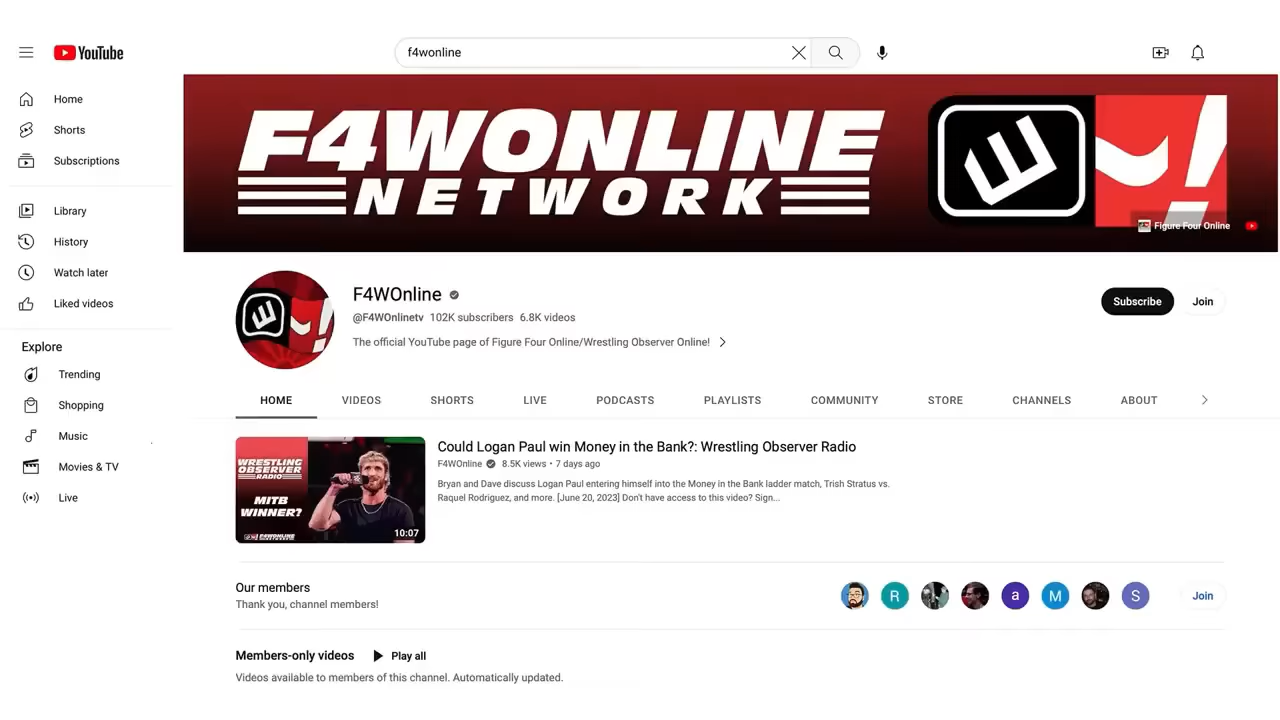 YouTube
f4wonline
Home
Shorts
Subscriptions
Library
History
Watch later
Liked videos
Explore
Trending
Shopping
Music
Movies & TV
Live
F4WONLINE
NETWORK
Figure Four Online
F4WOnline
@F4WOnlinetv 102K subscribers 6.8K videos
The official YouTube page of Figure Four Online/Wrestling Observer Online!
Subscribe
Join
HOME VIDEOS SHORTS LIVE PODCASTS PLAYLISTS COMMUNITY STORE CHANNELS ABOUT
WRESTLING
OBSERVER
RADIO
MITB
WINNER?
F4WONLINE
NETWORK
10:07
Could Logan Paul win Money in the Bank?: Wrestling Observer Radio
F4WOnline 8.5K views • 7 days ago
Bryan and Dave discuss Logan Paul entering himself into the Money in the Bank ladder match, Trish Stratus vs.
Raquel Rodriguez, and more. [June 20, 2023] Don't have access to this video? Sign...
Our members
Thank you, channel members!
R
a
M
S
Join
Members-only videos Play all
Videos available to members of this channel. Automatically updated.